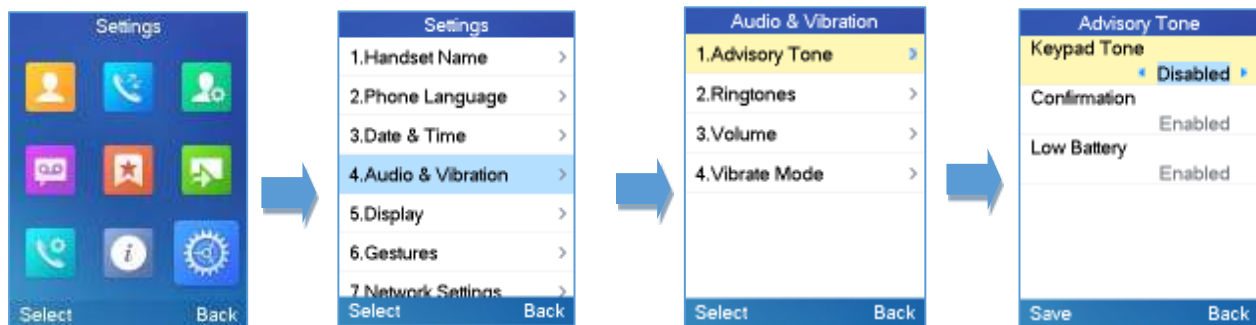 Settings
Select Back
Settings
1.Handset Name
2.Phone Language
3.Date & Time
4.Audio & Vibration
5.Display
6.Gestures
7.Network Settings
Select Back
Audio & Vibration
1.Advisory Tone
2.Ringtones
3.Volume
4.Vibrate Mode
Select Back
Advisory Tone
Keypad Tone
Disabled
Confirmation
Enabled
Low Battery
Enabled
Save Back